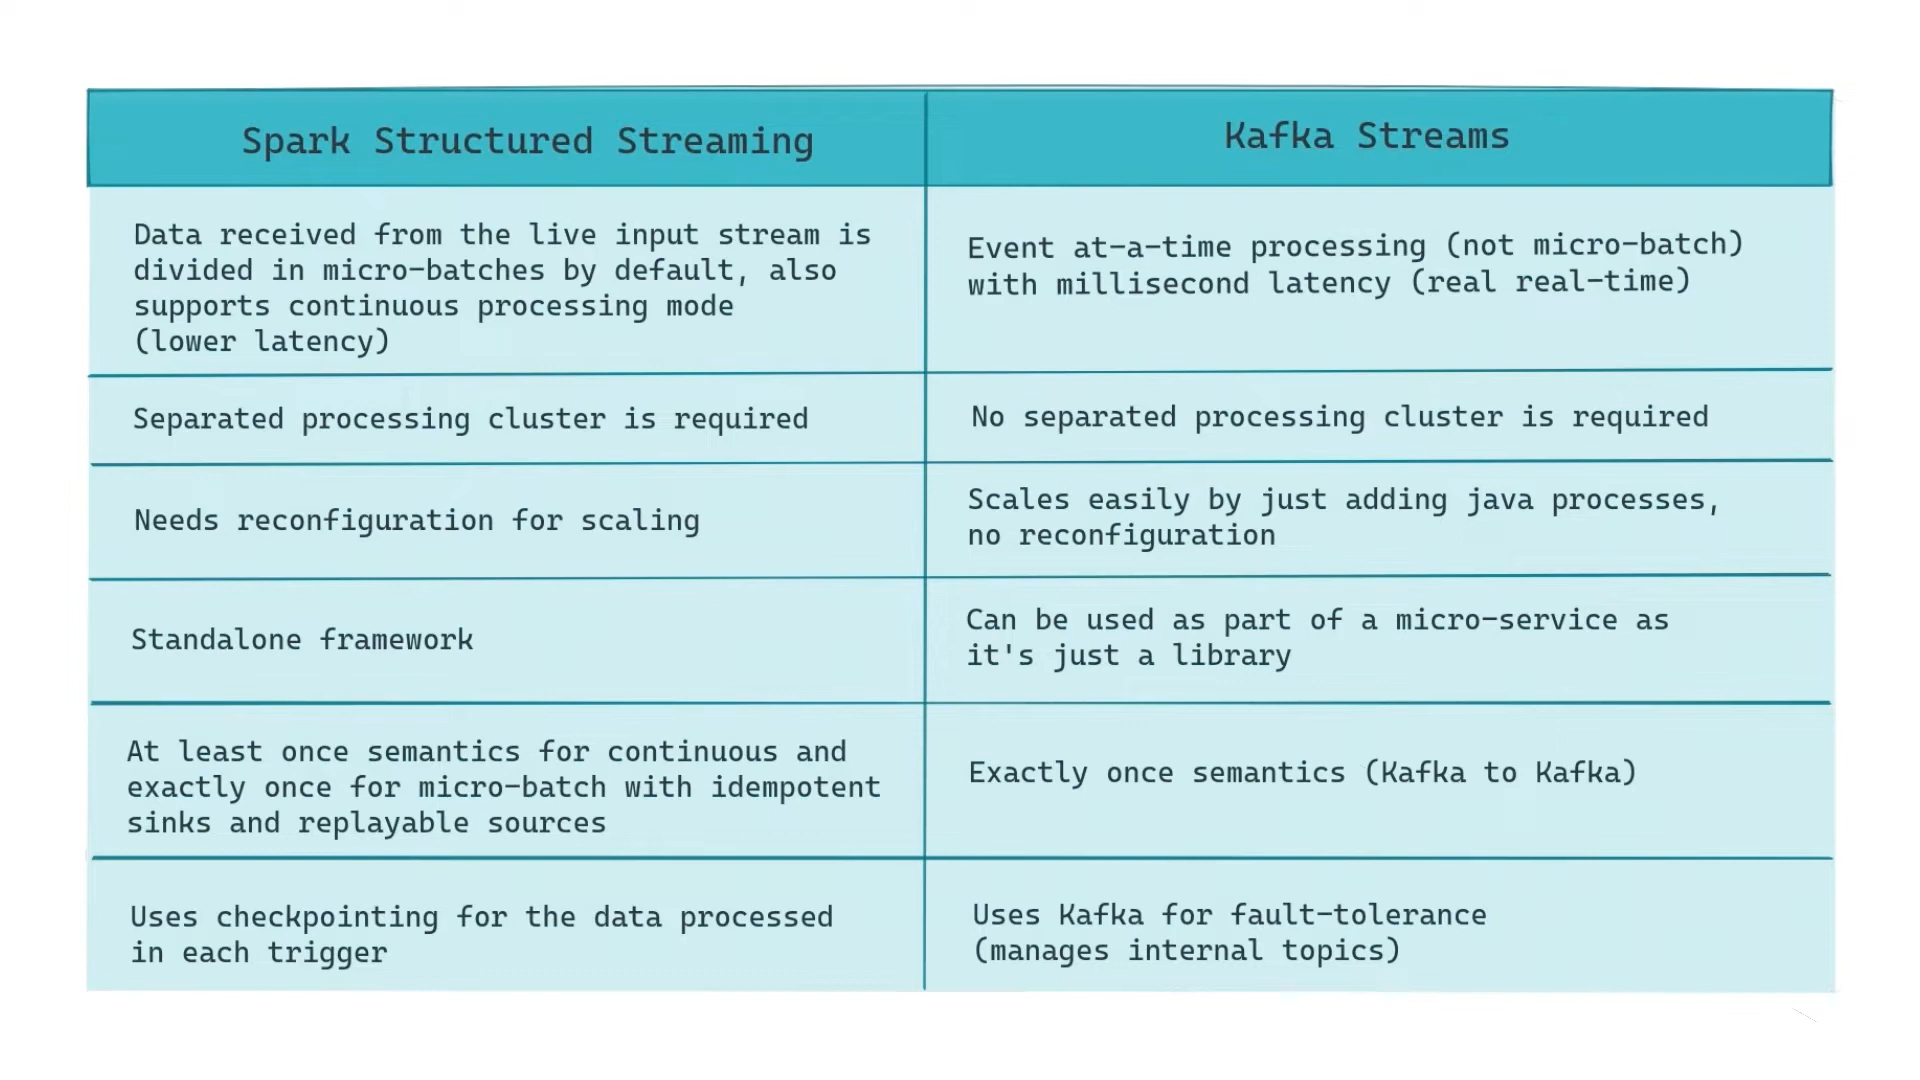 Spark Structured Streaming
Kafka Streams
Data received from the live input stream is
divided in micro-batches by default, also
supports continuous processing mode
(lower latency)
Event at-a-time processing (not micro-batch)
with millisecond latency (real real-time)
Separated processing cluster is required
No separated processing cluster is required
Needs reconfiguration for scaling
Scales easily by just adding java processes,
no reconfiguration
Standalone framework
Can be used as part of a micro-service as
it's just a library
At least once semantics for continuous and
exactly once for micro-batch with idempotent
sinks and replayable sources
Exactly once semantics (Kafka to Kafka)
Uses checkpointing for the data processed
in each trigger
Uses Kafka for fault-tolerance
(manages internal topics)